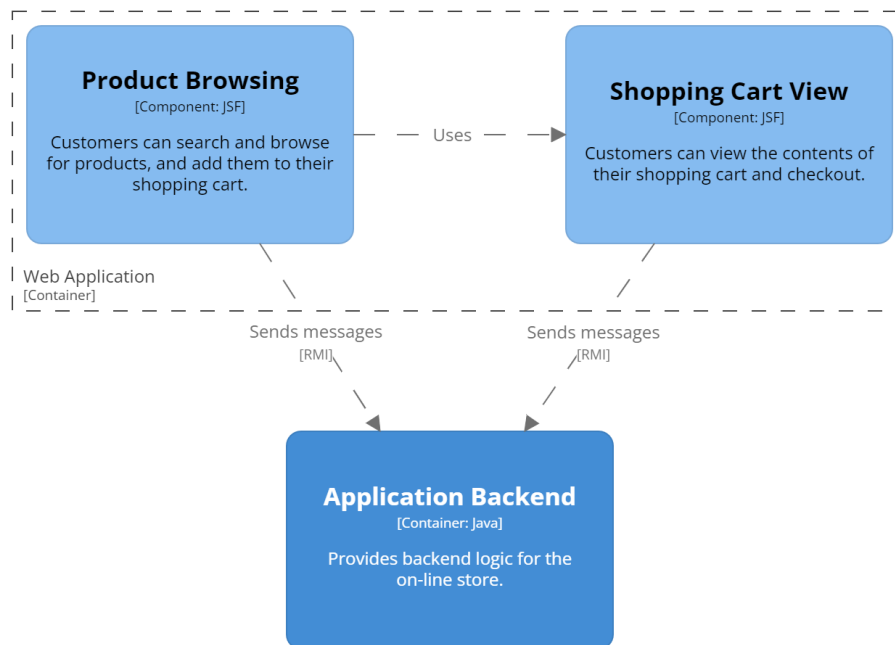 Product Browsing
[Component: JSF]
Customers can search and browse
for products, and add them to their
shopping cart.
Uses
Shopping Cart View
[Component: JSF]
Customers can view the contents of
their shopping cart and checkout.
Web Application
[Container]
Sends messages
[RMI]
Sends messages
[RMI]
Application Backend
[Container: Java]
Provides backend logic for the
on-line store.